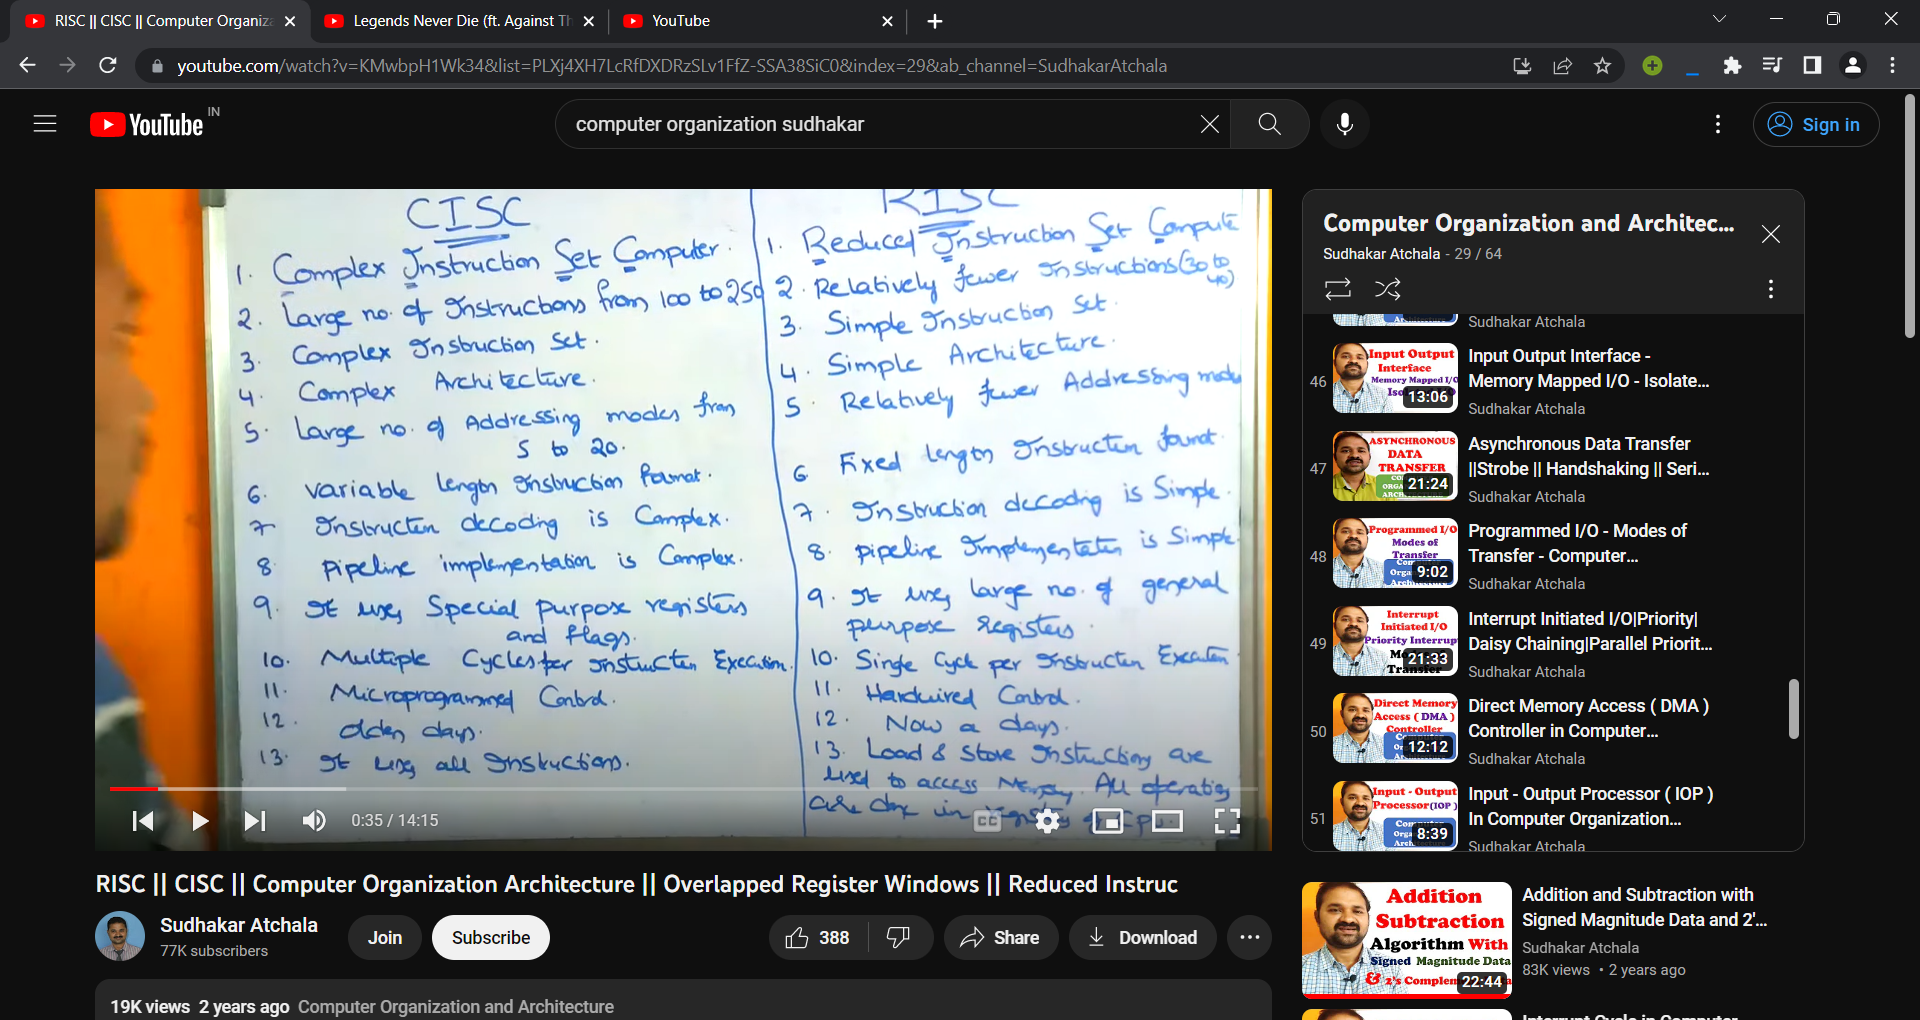 RISC || CISC || Computer Organiza
Legends Never Die (ft. Against Th
YouTube
youtube.com/watch?v=KMwbpH1Wk34&list=PLXj4XH7LcRfDXDRzSLv1FfZ-SSA38SiC0&index=29&ab_channel=SudhakarAtchala
YouTube IN
computer organization sudhakar
Sign in
CISC
1. Complex Instruction Set Computer.
2. Large no. of Instructions from 100 to 250
3. Complex Instruction Set.
4. Complex Architecture.
5. Large no. of Addressing modes from
5 to 20.
6. Variable length Instruction format.
7 Instruction decoding is Complex.
8 Pipeline implementation is Complex.
9. It uses Special purpose registers
and flags.
10. Multiple Cycles per instruction Execution.
11. Microprogrammed Control.
12. olden days.
13. It uses all Instructions.
RISC
1. Reduced Instruction Set Compute
2. Relatively fewer Instructions (30 to
40)
3. Simple Instruction Set.
4. Simple Architecture.
5. Relatively fewer Addressing mode
6 Fixed length Instruction format.
7. Instruction decoding is Simple.
8. Pipeline Implementation is Simple.
9. It uses large no. of general
purpose registers.
10. Single Cycle per Instruction Execution.
11. Hardwired Control.
12. Now a days.
13. Load & Store Instructions are
used to access Memory. All operations
are done in registers of CPU.
0:35 / 14:15
CC
RISC || CISC || Computer Organization Architecture || Overlapped Register Windows || Reduced Instruc
Sudhakar Atchala
77K subscribers
Join
Subscribe
388
Share
Download
19K views 2 years ago Computer Organization and Architecture
Computer Organization and Architec...
Sudhakar Atchala - 29 / 64
Sudhakar Atchala
46
Input Output
Interface
Memory Mapped I/O
13:06
Input Output Interface -
Memory Mapped I/O - Isolate...
Sudhakar Atchala
47
ASYNCHRONOUS
DATA
TRANSFER
21:24
Asynchronous Data Transfer
||Strobe || Handshaking || Seri...
Sudhakar Atchala
48
Programmed I/O
Modes of
Transfer
9:02
Programmed I/O - Modes of
Transfer - Computer...
Sudhakar Atchala
49
Interrupt
Initiated I/O
Priority Interrup
21:33
Interrupt Initiated I/O|Priority|
Daisy Chaining|Parallel Priorit...
Sudhakar Atchala
50
Direct Memory
Access ( DMA )
Controller
12:12
Direct Memory Access ( DMA )
Controller in Computer...
Sudhakar Atchala
51
Input - Output
Processor(IOP )
8:39
Input - Output Processor ( IOP )
In Computer Organization...
Sudhakar Atchala
Addition
Subtraction
Algorithm With
Signed Magnitude Data
& 2's Complem
22:44
Addition and Subtraction with
Signed Magnitude Data and 2'...
Sudhakar Atchala
83K views • 2 years ago
Interrupt Cycle in Computer